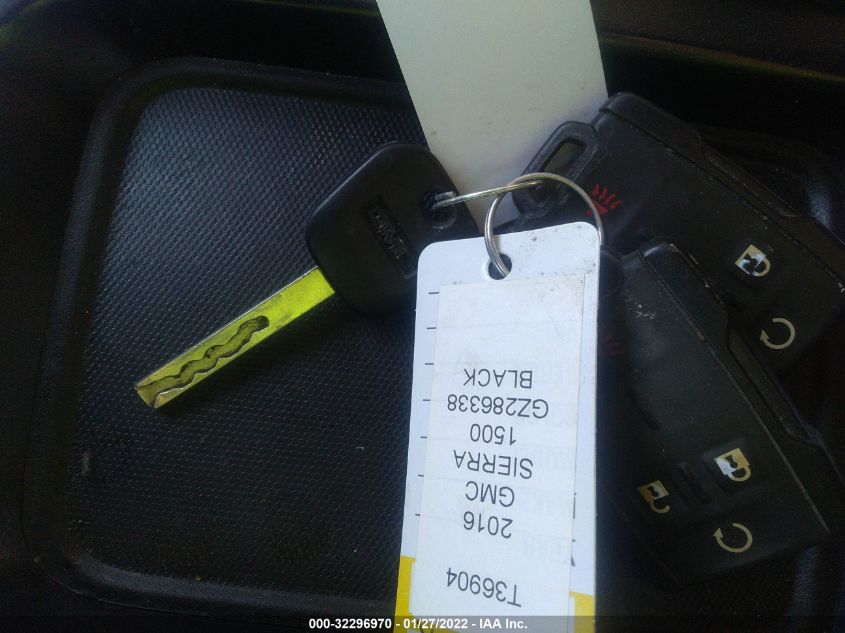 T36904
2016
GMC
SIERRA
1500
GZ286338
BLACK
000-32296970 - 01/27/2022 - IAA Inc.